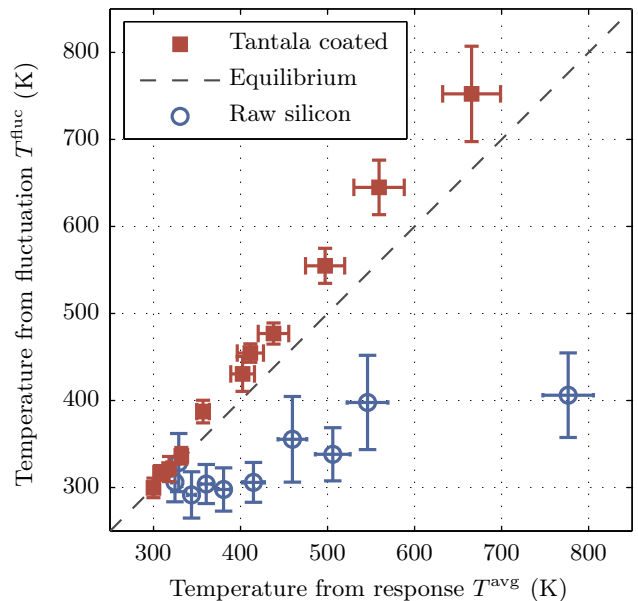 Tantala coated
Equilibrium
Raw silicon
Temperature from fluctuation T^fluc (K)
800
700
600
500
400
300
300 400 500 600 700 800
Temperature from response T^avg (K)